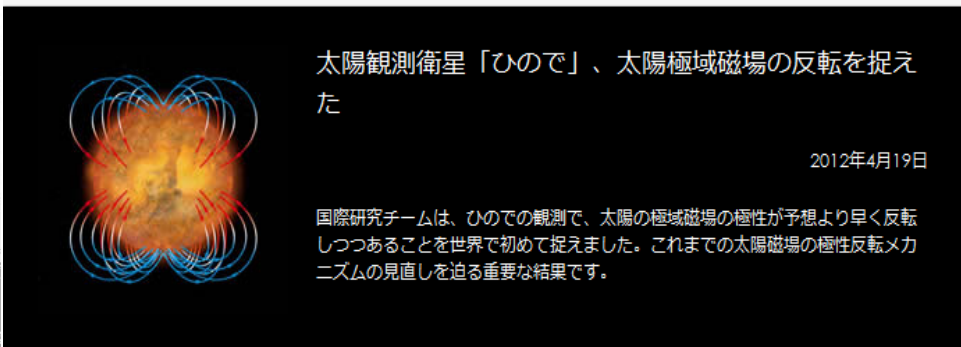 太陽観測衛星「ひので」、太陽極域磁場の反転を捉え
た
2012年4月19日
国際研究チームは、ひのでの観測で、太陽の極域磁場の極性が予想より早く反転
しつつあることを世界で初めて捉えました。これまでの太陽磁場の極性反転メカ
ニズムの見直しを迫る重要な結果です。